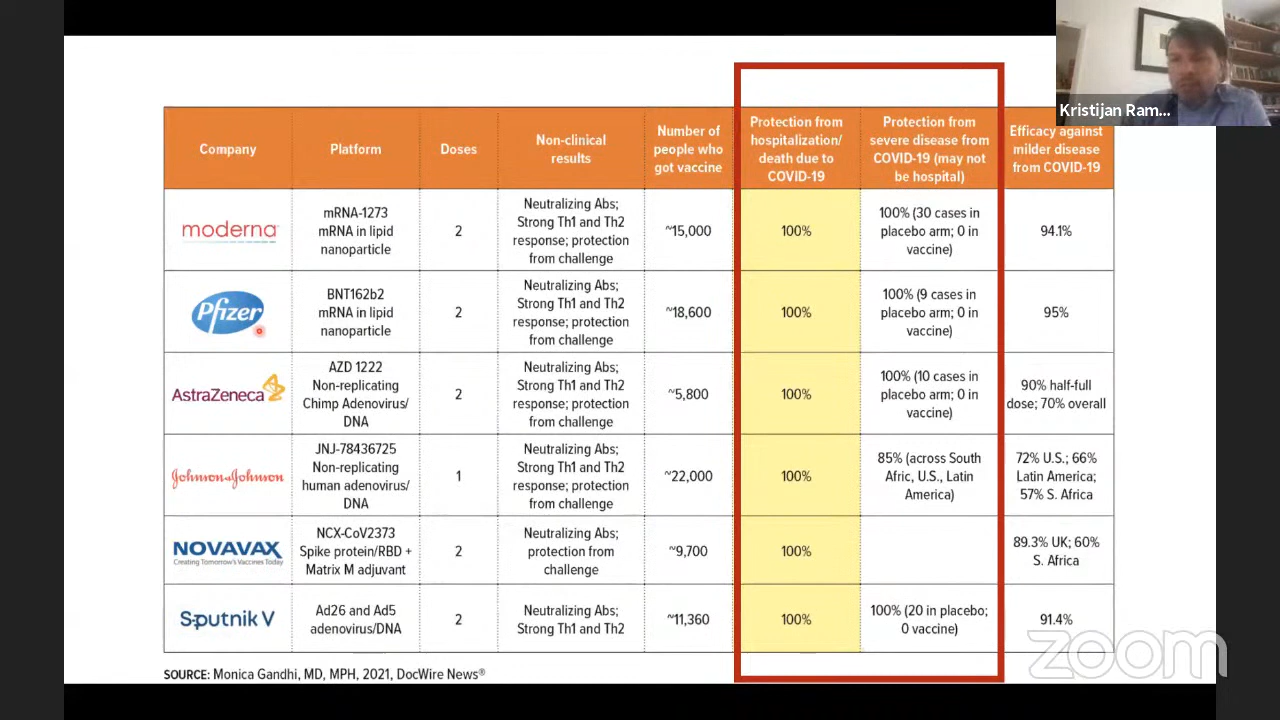 Kristijan Ram...
Company
Platform
Doses
Non-clinical
results
Number of
people who
got vaccine
Protection from
hospitalization/
death due to
COVID-19
Protection from
severe disease from
COVID-19 (may not
be hospital)
Efficacy against
milder disease
from COVID-19
moderna
mRNA-1273
mRNA in lipid
nanoparticle
2
Neutralizing Abs;
Strong Th1 and Th2
response; protection
from challenge
~15,000
100%
100% (30 cases in
placebo arm; 0 in
vaccine)
94.1%
Pfizer
BNT162b2
mRNA in lipid
nanoparticle
2
Neutralizing Abs;
Strong Th1 and Th2
response; protection
from challenge
~18,600
100%
100% (9 cases in
placebo arm; 0 in
vaccine)
95%
AstraZeneca
AZD 1222
Non-replicating
Chimp Adenovirus/
DNA
2
Neutralizing Abs;
Strong Th1 and Th2
response; protection
from challenge
~5,800
100%
100% (10 cases in
placebo arm; 0 in
vaccine)
90% half-full
dose; 70% overall
Johnson&Johnson
JNJ-78436725
Non-replicating
human adenovirus/
DNA
1
Neutralizing Abs;
Strong Th1 and Th2
response; protection
from challenge
~22,000
100%
85% (across South
Afric, U.S., Latin
America)
72% U.S.; 66%
Latin America;
57% S. Africa
NOVAVAX
Creating Tomorrow's Vaccines Today
NCX-CoV2373
Spike protein/RBD +
Matrix M adjuvant
2
Neutralizing Abs;
protection from
challenge
~9,700
100%
89.3% UK; 60%
S. Africa
Sputnik V
Ad26 and Ad5
adenovirus/DNA
2
Neutralizing Abs;
Strong Th1 and Th2
~11,360
100%
100% (20 in placebo;
0 vaccine)
91.4%
SOURCE: Monica Gandhi, MD, MPH, 2021, DocWire News®
zoom